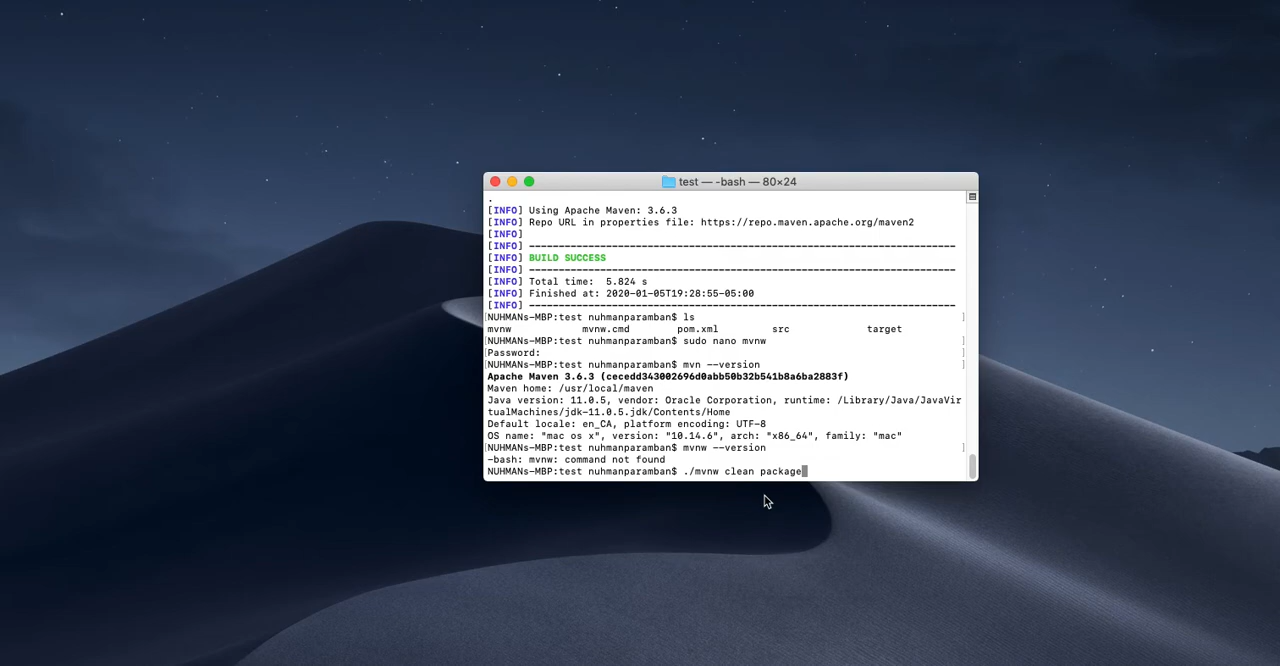 test — -bash — 80×24
.
[INFO] Using Apache Maven: 3.6.3
[INFO] Repo URL in properties file: https://repo.maven.apache.org/maven2
[INFO]
[INFO] ------------------------------------------------------------------------
[INFO] BUILD SUCCESS
[INFO] ------------------------------------------------------------------------
[INFO] Total time:  5.824 s
[INFO] Finished at: 2020-01-05T19:28:55-05:00
[INFO] ------------------------------------------------------------------------
[NUHMANs-MBP:test nuhmanparamban$ ls ]
mvnw mvnw.cmd pom.xml src target
[NUHMANs-MBP:test nuhmanparamban$ sudo nano mvnw ]
[Password: ]
[NUHMANs-MBP:test nuhmanparamban$ mvn --version ]
Apache Maven 3.6.3 (cecedd343002696d0abb50b32b541b8a6ba2883f)
Maven home: /usr/local/maven
Java version: 11.0.5, vendor: Oracle Corporation, runtime: /Library/Java/JavaVir
tualMachines/jdk-11.0.5.jdk/Contents/Home
Default locale: en_CA, platform encoding: UTF-8
OS name: "mac os x", version: "10.14.6", arch: "x86_64", family: "mac"
[NUHMANs-MBP:test nuhmanparamban$ mvnw --version ]
-bash: mvnw: command not found
NUHMANs-MBP:test nuhmanparamban$ ./mvnw clean package